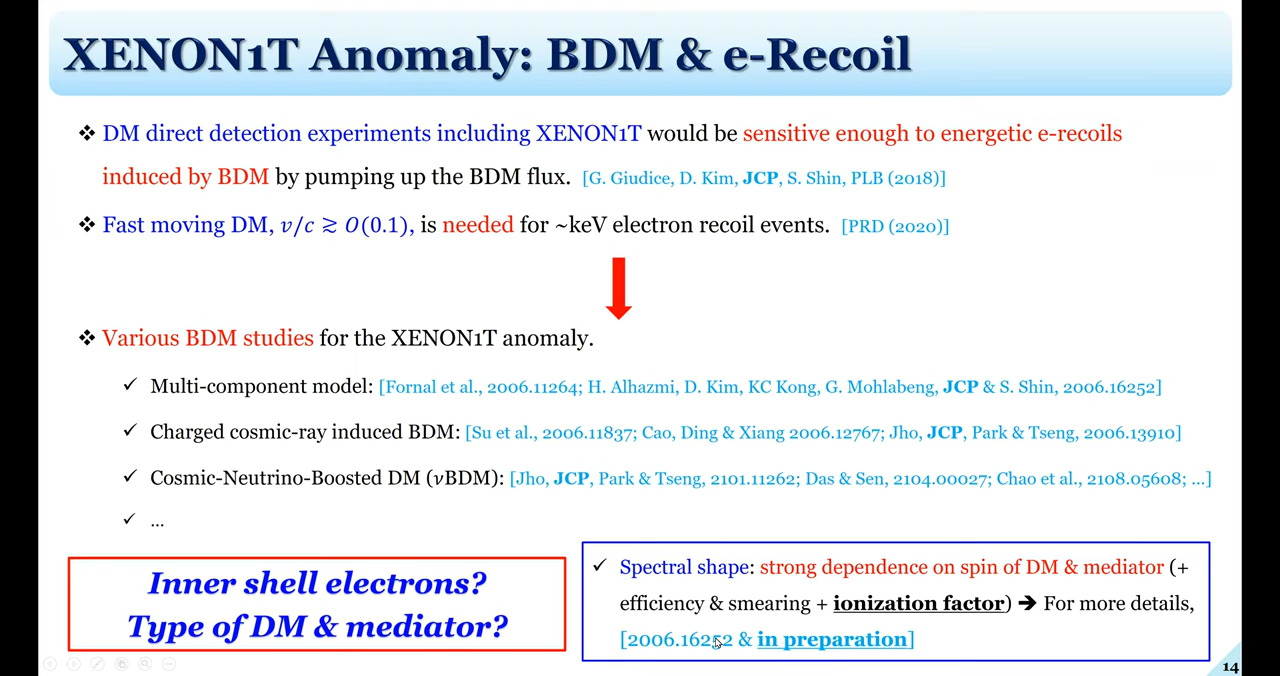 XENON1T Anomaly: BDM & e-Recoil
❖ DM direct detection experiments including XENON1T would be sensitive enough to energetic e-recoils
induced by BDM by pumping up the BDM flux. [G. Giudice, D. Kim, JCP, S. Shin, PLB (2018)]
❖ Fast moving DM, v/c ≳ O(0.1), is needed for ~keV electron recoil events. [PRD (2020)]
❖ Various BDM studies for the XENON1T anomaly.
✓ Multi-component model: [Fornal et al., 2006.11264; H. Alhazmi, D. Kim, KC Kong, G. Mohlabeng, JCP & S. Shin, 2006.16252]
✓ Charged cosmic-ray induced BDM: [Su et al., 2006.11837; Cao, Ding & Xiang 2006.12767; Jho, JCP, Park & Tseng, 2006.13910]
✓ Cosmic-Neutrino-Boosted DM (νBDM): [Jho, JCP, Park & Tseng, 2101.11262; Das & Sen, 2104.00027; Chao et al., 2108.05608; ...]
✓ ...
Inner shell electrons?
Type of DM & mediator?
✓ Spectral shape: strong dependence on spin of DM & mediator (+
efficiency & smearing + ionization factor) ➔ For more details,
[2006.16252 & in preparation]
14